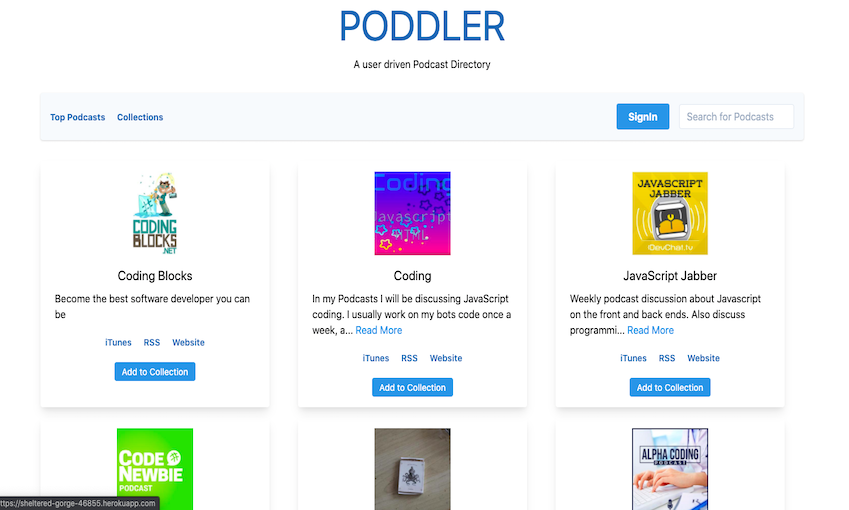 PODDLER
A user driven Podcast Directory
Top Podcasts Collections SignIn Search for Podcasts
CODING
BLOCKS
.NET
Coding Blocks
Become the best software developer you can
be
iTunes RSS Website
Add to Collection
Coding
Javascript
HTML
Coding
In my Podcasts I will be discussing JavaScript
coding. I usually work on my bots code once a
week, a... Read More
iTunes RSS Website
Add to Collection
JAVASCRIPT
JABBER
iDevChat.tv
JavaScript Jabber
Weekly podcast discussion about Javascript
on the front and back ends. Also discuss
programmi... Read More
iTunes RSS Website
Add to Collection
CODE
NEWBIE
PODCAST
ALPHA CODING
PODCAST
ttps://sheltered-gorge-46855.herokuapp.com